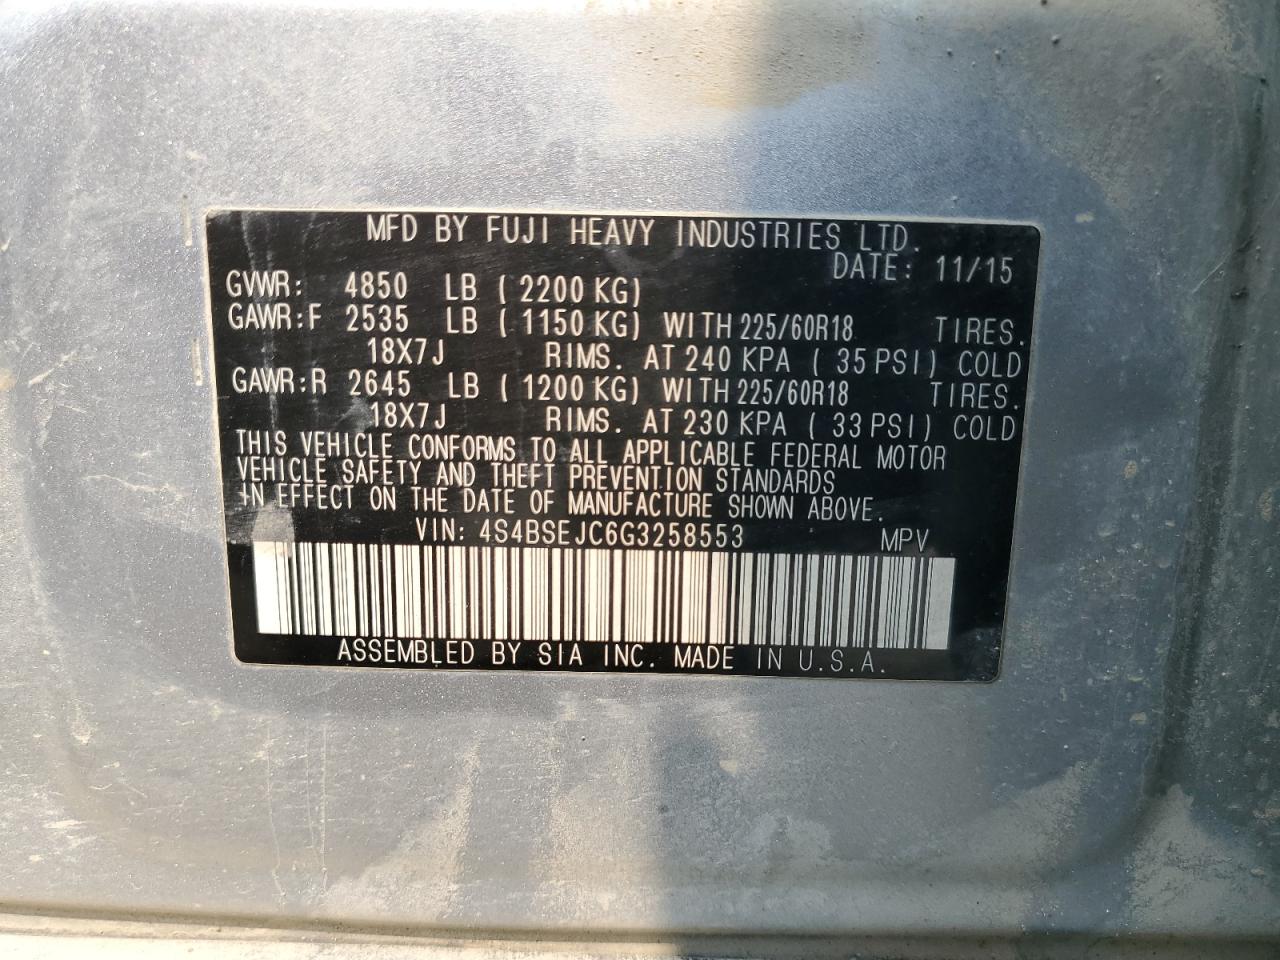 MFD BY FUJI HEAVY INDUSTRIES LTD.
DATE: 11/15
GVWR: 4850 LB ( 2200 KG)
GAWR:F 2535 LB ( 1150 KG) WITH 225/60R18 TIRES.
18X7J RIMS. AT 240 KPA ( 35 PSI) COLD
GAWR:R 2645 LB ( 1200 KG) WITH 225/60R18 TIRES.
18X7J RIMS. AT 230 KPA ( 33 PSI) COLD
THIS VEHICLE CONFORMS TO ALL APPLICABLE FEDERAL MOTOR
VEHICLE SAFETY AND THEFT PREVENTION STANDARDS
IN EFFECT ON THE DATE OF MANUFACTURE SHOWN ABOVE.
VIN: 4S4BSEJC6G3258553 MPV
ASSEMBLED BY SIA INC. MADE IN U.S.A.